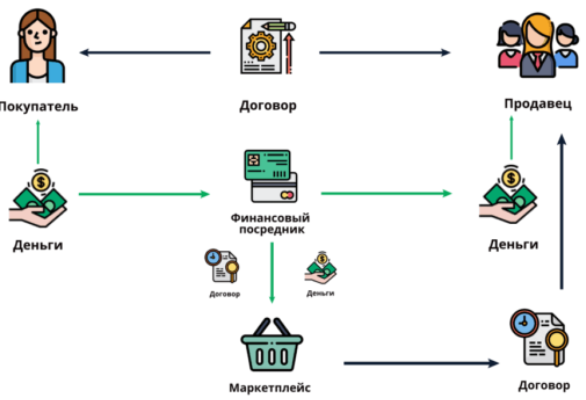 Покупатель
Договор
Продавец
Деньги
Финансовый
посредник
Деньги
Договор
Деньги
Маркетплейс
Договор